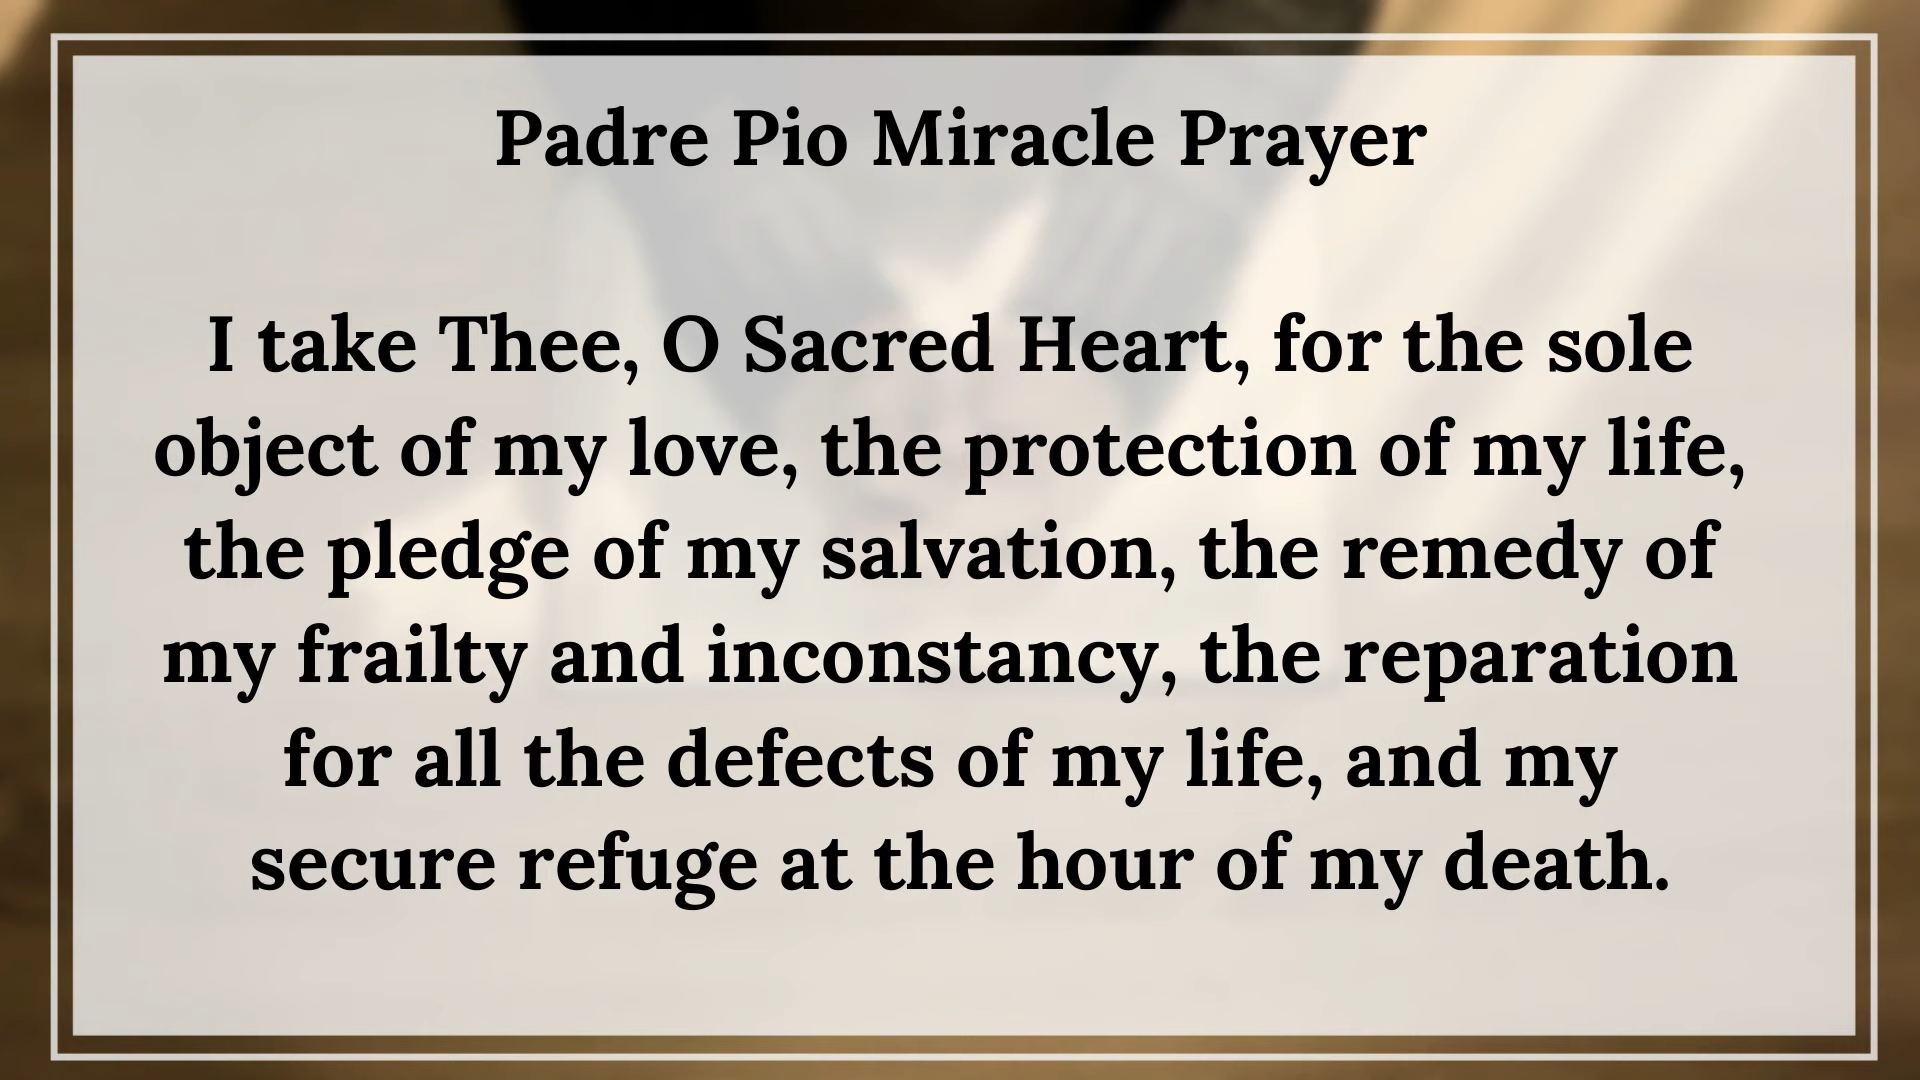 Padre Pio Miracle Prayer
I take Thee, O Sacred Heart, for the sole
object of my love, the protection of my life,
the pledge of my salvation, the remedy of
my frailty and inconstancy, the reparation
for all the defects of my life, and my
secure refuge at the hour of my death.